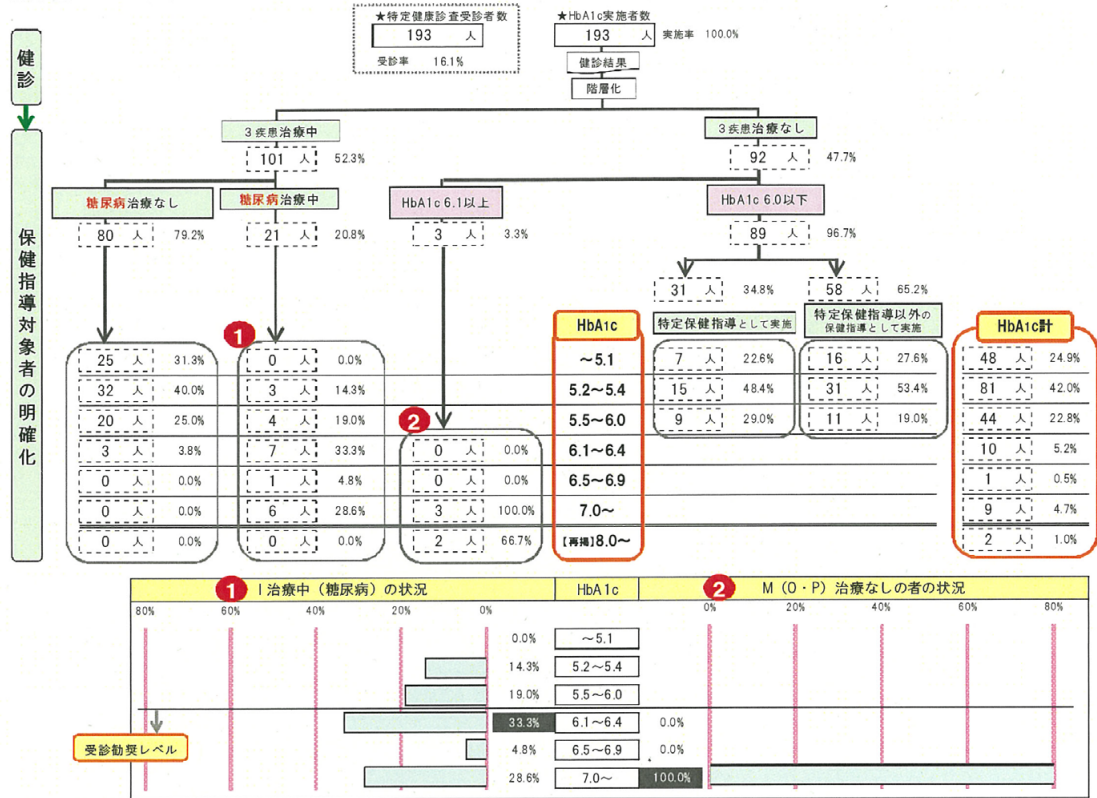 ★特定健康診査受診者数
193 人
受診率 16.1%
★HbA1c実施者数
193 人 実施率 100.0%
健診結果
階層化
健診
保健指導対象者の明確化
3疾患治療中
101 人 52.3%
3疾患治療なし
92 人 47.7%
糖尿病治療なし
80 人 79.2%
糖尿病治療中
21 人 20.8%
HbA1c 6.1以上
3 人 3.3%
HbA1c 6.0以下
89 人 96.7%
31 人 34.8%
58 人 65.2%
特定保健指導として実施
特定保健指導以外の
保健指導として実施
HbA1c
HbA1c計
1
2
25 人 31.3% 0 人 0.0% ~5.1 7 人 22.6% 16 人 27.6% 48 人 24.9%
32 人 40.0% 3 人 14.3% 5.2~5.4 15 人 48.4% 31 人 53.4% 81 人 42.0%
20 人 25.0% 4 人 19.0% 5.5~6.0 9 人 29.0% 11 人 19.0% 44 人 22.8%
3 人 3.8% 7 人 33.3% 0 人 0.0% 6.1~6.4 10 人 5.2%
0 人 0.0% 1 人 4.8% 0 人 0.0% 6.5~6.9 1 人 0.5%
0 人 0.0% 6 人 28.6% 3 人 100.0% 7.0~ 9 人 4.7%
0 人 0.0% 0 人 0.0% 2 人 66.7% 【再掲】8.0~ 2 人 1.0%
1 I治療中（糖尿病）の状況 HbA1c 2 M（O・P）治療なしの者の状況
80% 60% 40% 20% 0% 0% 20% 40% 60% 80%
0.0% ~5.1
14.3% 5.2~5.4
19.0% 5.5~6.0
33.3% 6.1~6.4 0.0%
受診勧奨レベル
4.8% 6.5~6.9 0.0%
28.6% 7.0~ 100.0%